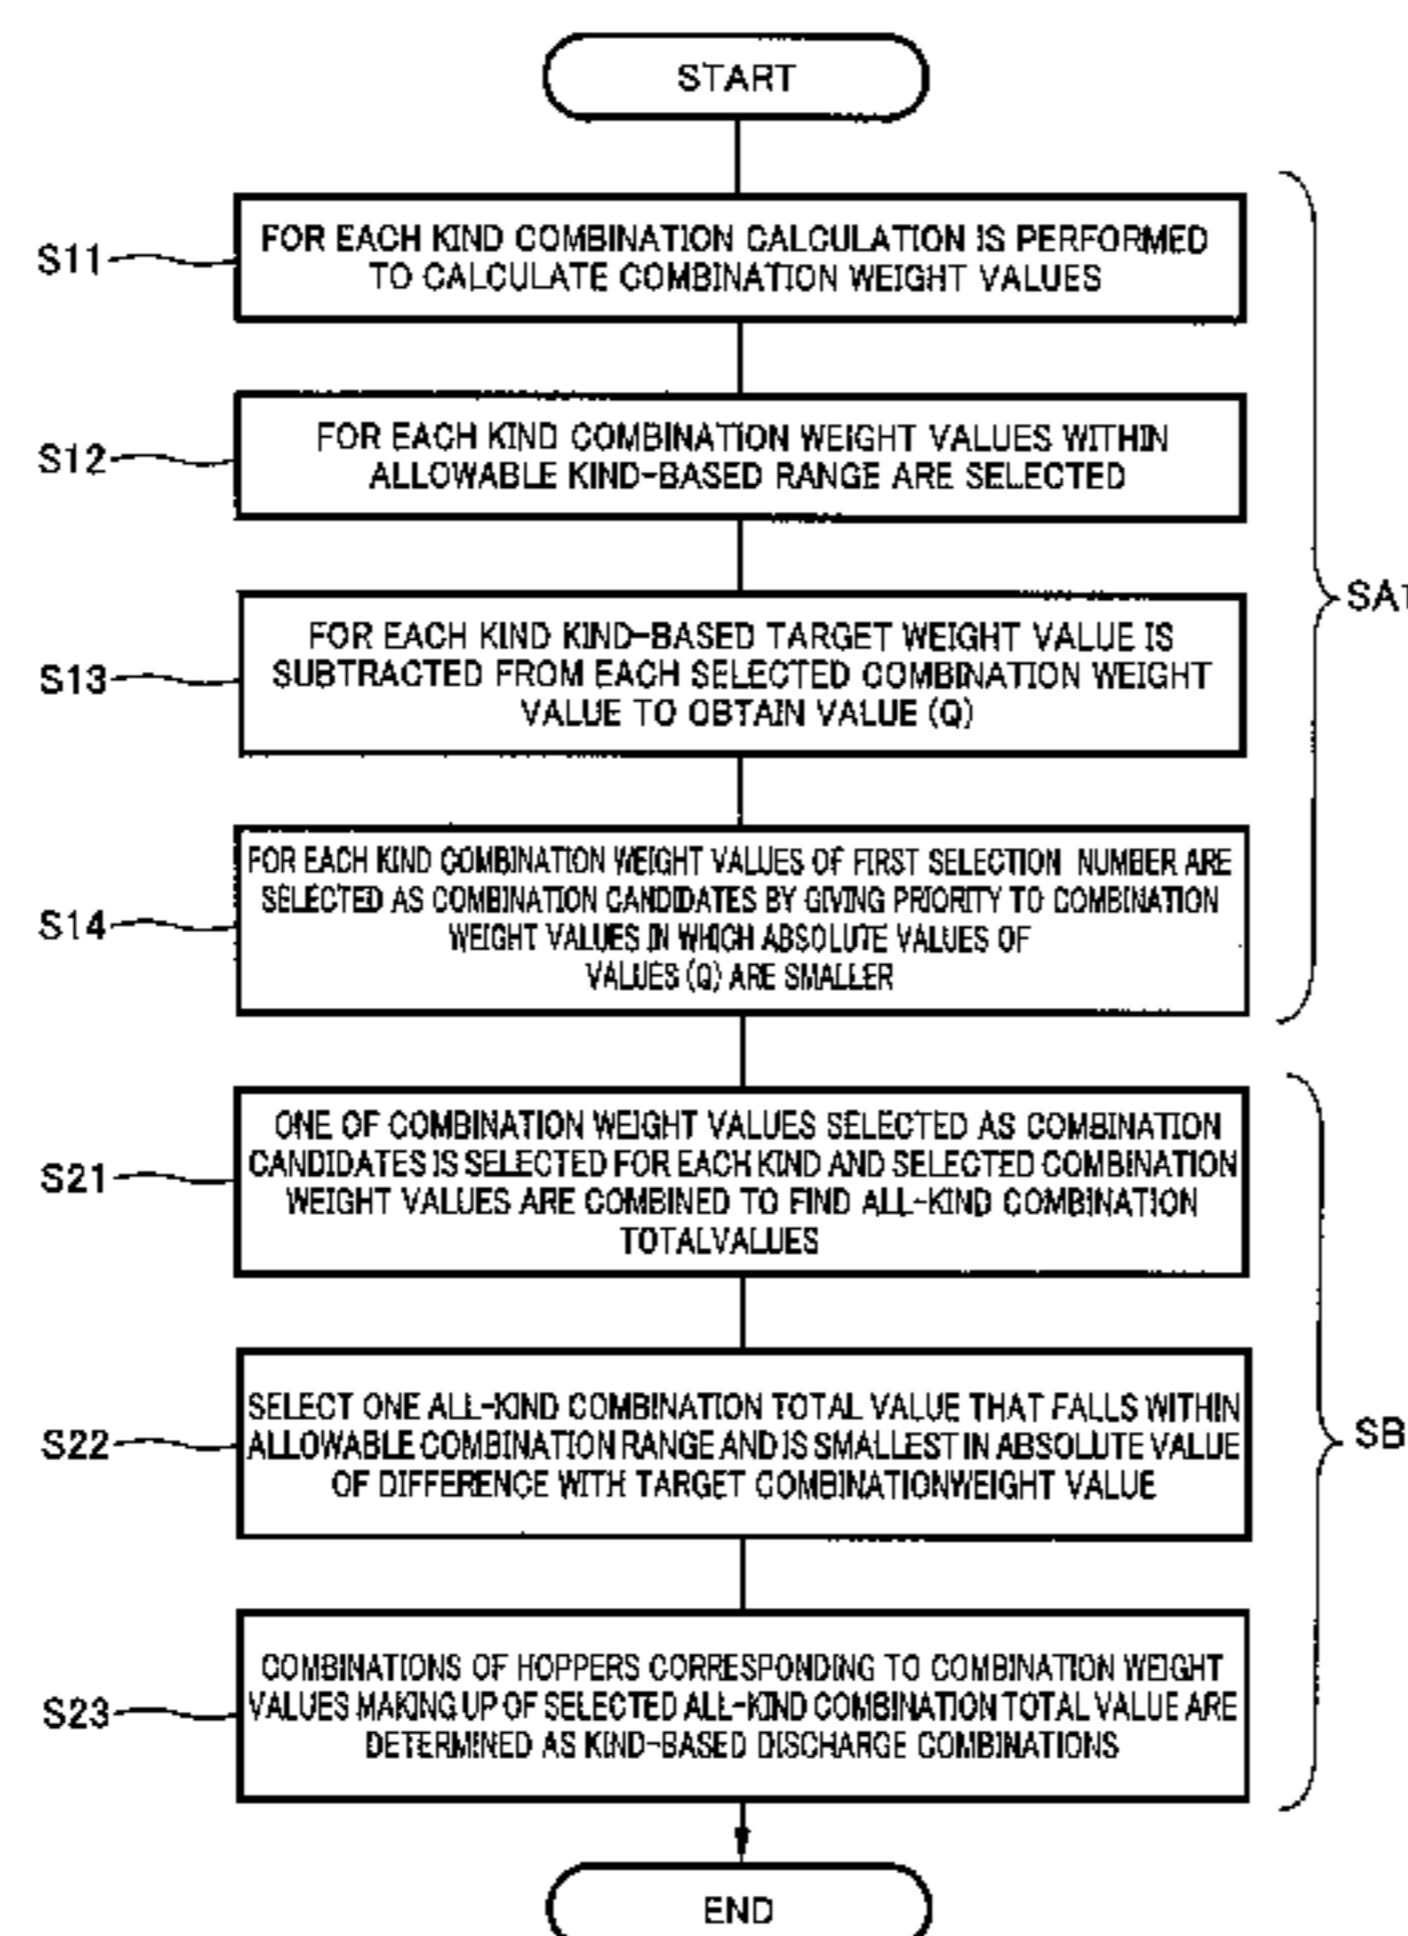 START
S11
FOR EACH KIND COMBINATION CALCULATION IS PERFORMED
TO CALCULATE COMBINATION WEIGHT VALUES
S12
FOR EACH KIND COMBINATION WEIGHT VALUES WITHIN
ALLOWABLE KIND-BASED RANGE ARE SELECTED
S13
FOR EACH KIND KIND-BASED TARGET WEIGHT VALUE IS
SUBTRACTED FROM EACH SELECTED COMBINATION WEIGHT
VALUE TO OBTAIN VALUE (Q)
SA1
S14
FOR EACH KIND COMBINATION WEIGHT VALUES OF FIRST SELECTION NUMBER ARE
SELECTED AS COMBINATION CANDIDATES BY GIVING PRIORITY TO COMBINATION
WEIGHT VALUES IN WHICH ABSOLUTE VALUES OF
VALUES (Q) ARE SMALLER
S21
ONE OF COMBINATION WEIGHT VALUES SELECTED AS COMBINATION
CANDIDATES IS SELECTED FOR EACH KIND AND SELECTED COMBINATION
WEIGHT VALUES ARE COMBINED TO FIND ALL-KIND COMBINATION
TOTALVALUES
S22
SELECT ONE ALL-KIND COMBINATION TOTAL VALUE THAT FALLS WITHIN
ALLOWABLE COMBINATION RANGE AND IS SMALLEST IN ABSOLUTE VALUE
OF DIFFERENCE WITH TARGET COMBINATIONWEIGHT VALUE
SB
S23
COMBINATIONS OF HOPPERS CORRESPONDING TO COMBINATION WEIGHT
VALUES MAKING UP OF SELECTED ALL-KIND COMBINATION TOTAL VALUE ARE
DETERMINED AS KIND-BASED DISCHARGE COMBINATIONS
END